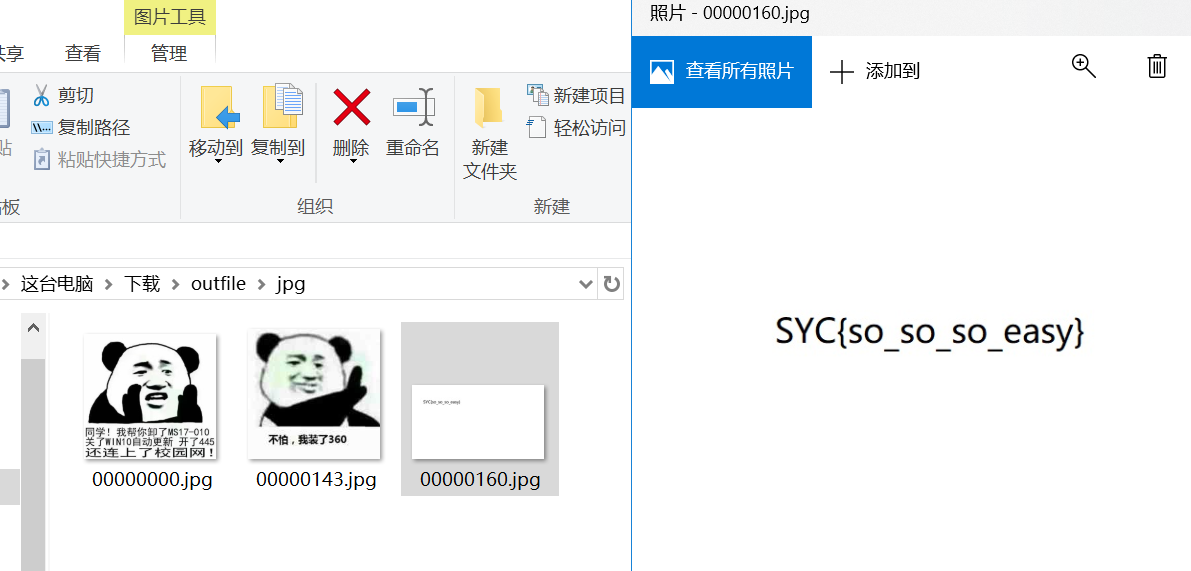 图片工具
共享
查看
管理
剪切
复制路径
粘贴快捷方式
移动到
复制到
删除
重命名
新建
文件夹
新建项目
轻松访问
组织
新建
这台电脑
下载
outfile
jpg
同学!我帮你卸了MS17-010
关了WIN10自动更新 开了445
还连上了校园网!
不怕，我装了360
SYC{so_so_so_easy}
00000000.jpg
00000143.jpg
00000160.jpg
照片 - 00000160.jpg
查看所有照片
添加到
SYC{so_so_so_easy}